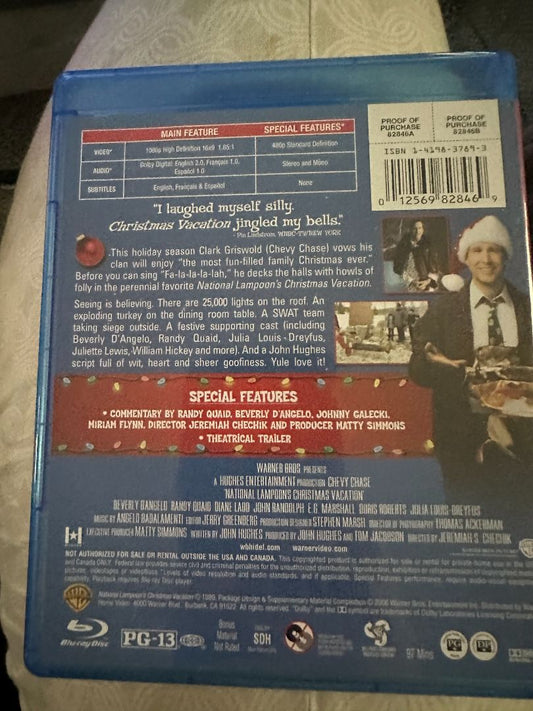 PROOF OF PURCHASE 82846A
PROOF OF PURCHASE 82846B
ISBN 1-4198-3769-3
0 12569 82846 9
MAIN FEATURE SPECIAL FEATURES*
VIDEO* 1080p High Definition 16x9 1.85:1 480p Standard Definition
AUDIO* Dolby Digital: English 2.0, Français 1.0, Español 1.0 Stereo and Mono
SUBTITLES English, Français & Español None
"I laughed myself silly.
Christmas Vacation jingled my bells."
This holiday season Clark Griswold (Chevy Chase) vows his
clan will enjoy "the most fun-filled family Christmas ever."
Before you can sing "Fa-la-la-la-lah," he decks the halls with howls of
folly in the perennial favorite National Lampoon's Christmas Vacation.
Seeing is believing. There are 25,000 lights on the roof. An
exploding turkey on the dining room table. A SWAT team
taking siege outside. A festive supporting cast (including
Beverly D'Angelo, Randy Quaid, Julia Louis-Dreyfus,
Juliette Lewis, William Hickey and more). And a John Hughes
script full of wit, heart and sheer goofiness. Yule love it!
SPECIAL FEATURES
• COMMENTARY BY RANDY QUAID, BEVERLY D'ANGELO, JOHNNY GALECKI,
MIRIAM FLYNN, DIRECTOR JEREMIAH CHECHIK AND PRODUCER MATTY SIMMONS
• THEATRICAL TRAILER
WARNER BROS PRESENTS
A HUGHES ENTERTAINMENT PRODUCTION CHEVY CHASE
"NATIONAL LAMPOON'S CHRISTMAS VACATION"
BEVERLY D'ANGELO RANDY QUAID DIANE LADD JOHN RANDOLPH E.G. MARSHALL DORIS ROBERTS JULIA LOUIS-DREYFUS
MUSIC BY ANGELO BADALAMENTI EDITOR JERRY GREENBERG PRODUCTION DESIGNER STEPHEN MARSH DIRECTOR OF PHOTOGRAPHY THOMAS ACKERMAN
EXECUTIVE PRODUCER MATTY SIMMONS WRITTEN BY JOHN HUGHES PRODUCED BY JOHN HUGHES AND TOM JACOBSON DIRECTED BY JEREMIAH S. CHECHIK
wbhidef.com warnervideo.com
NOT AUTHORIZED FOR SALE OR RENTAL OUTSIDE THE USA AND CANADA.
Blu-ray Disc
PG-13
Bonus Material Not Rated
SDH
97 Mins